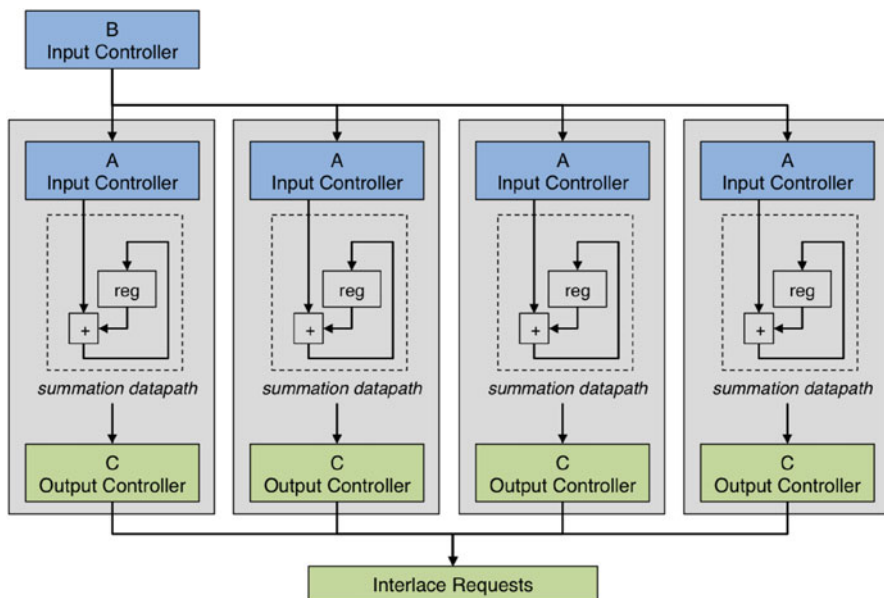 B
Input Controller
A
Input Controller
A
Input Controller
A
Input Controller
A
Input Controller
reg
+
reg
+
reg
+
reg
+
summation datapath
summation datapath
summation datapath
summation datapath
C
Output Controller
C
Output Controller
C
Output Controller
C
Output Controller
Interlace Requests